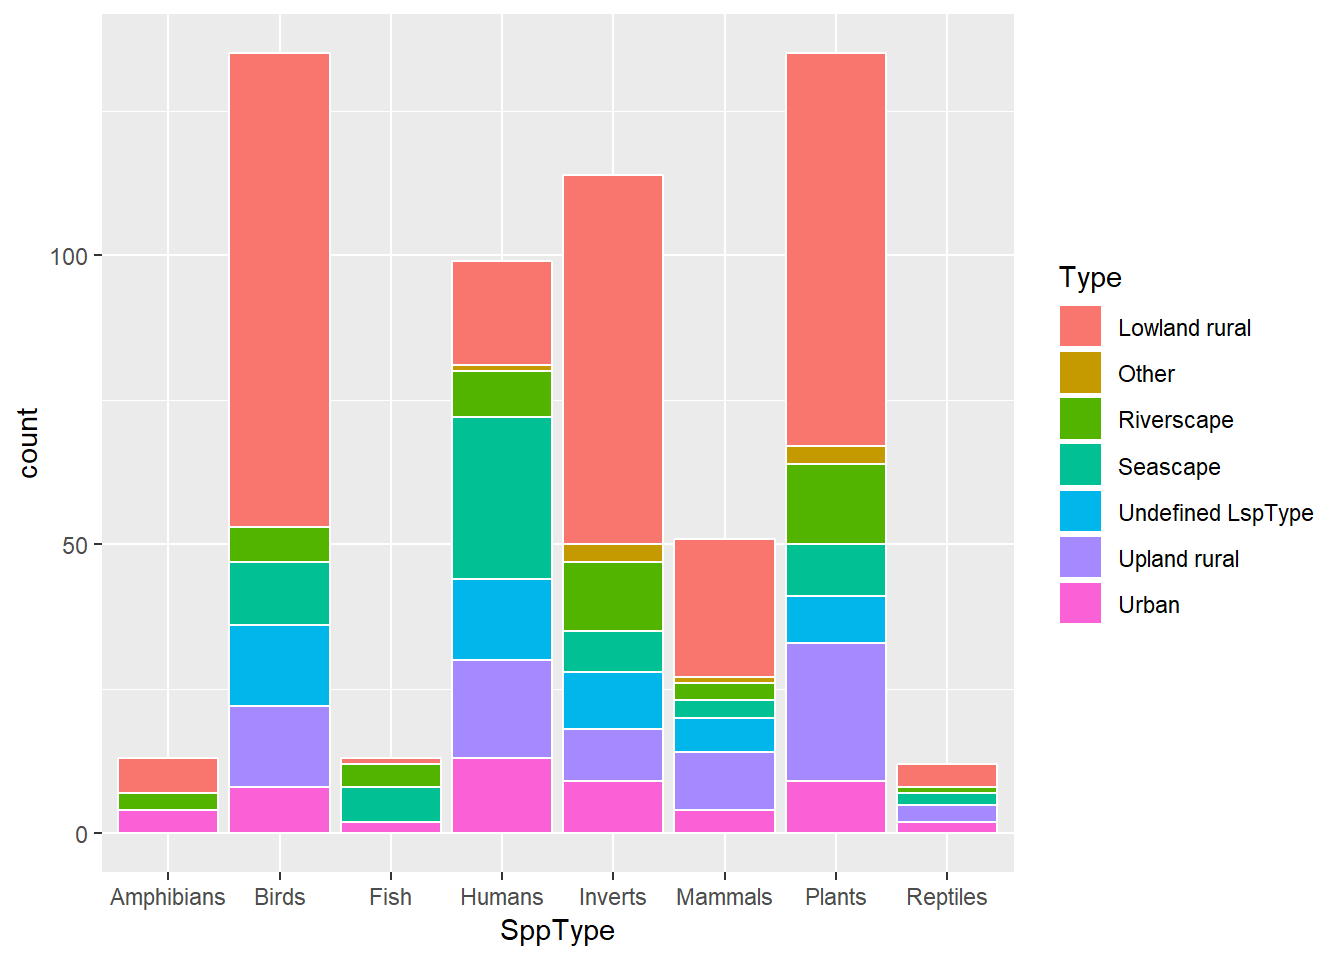 count
100
50
0
Amphibians Birds Fish Humans Inverts Mammals Plants Reptiles
SppType
Type
Lowland rural
Other
Riverscape
Seascape
Undefined LspType
Upland rural
Urban